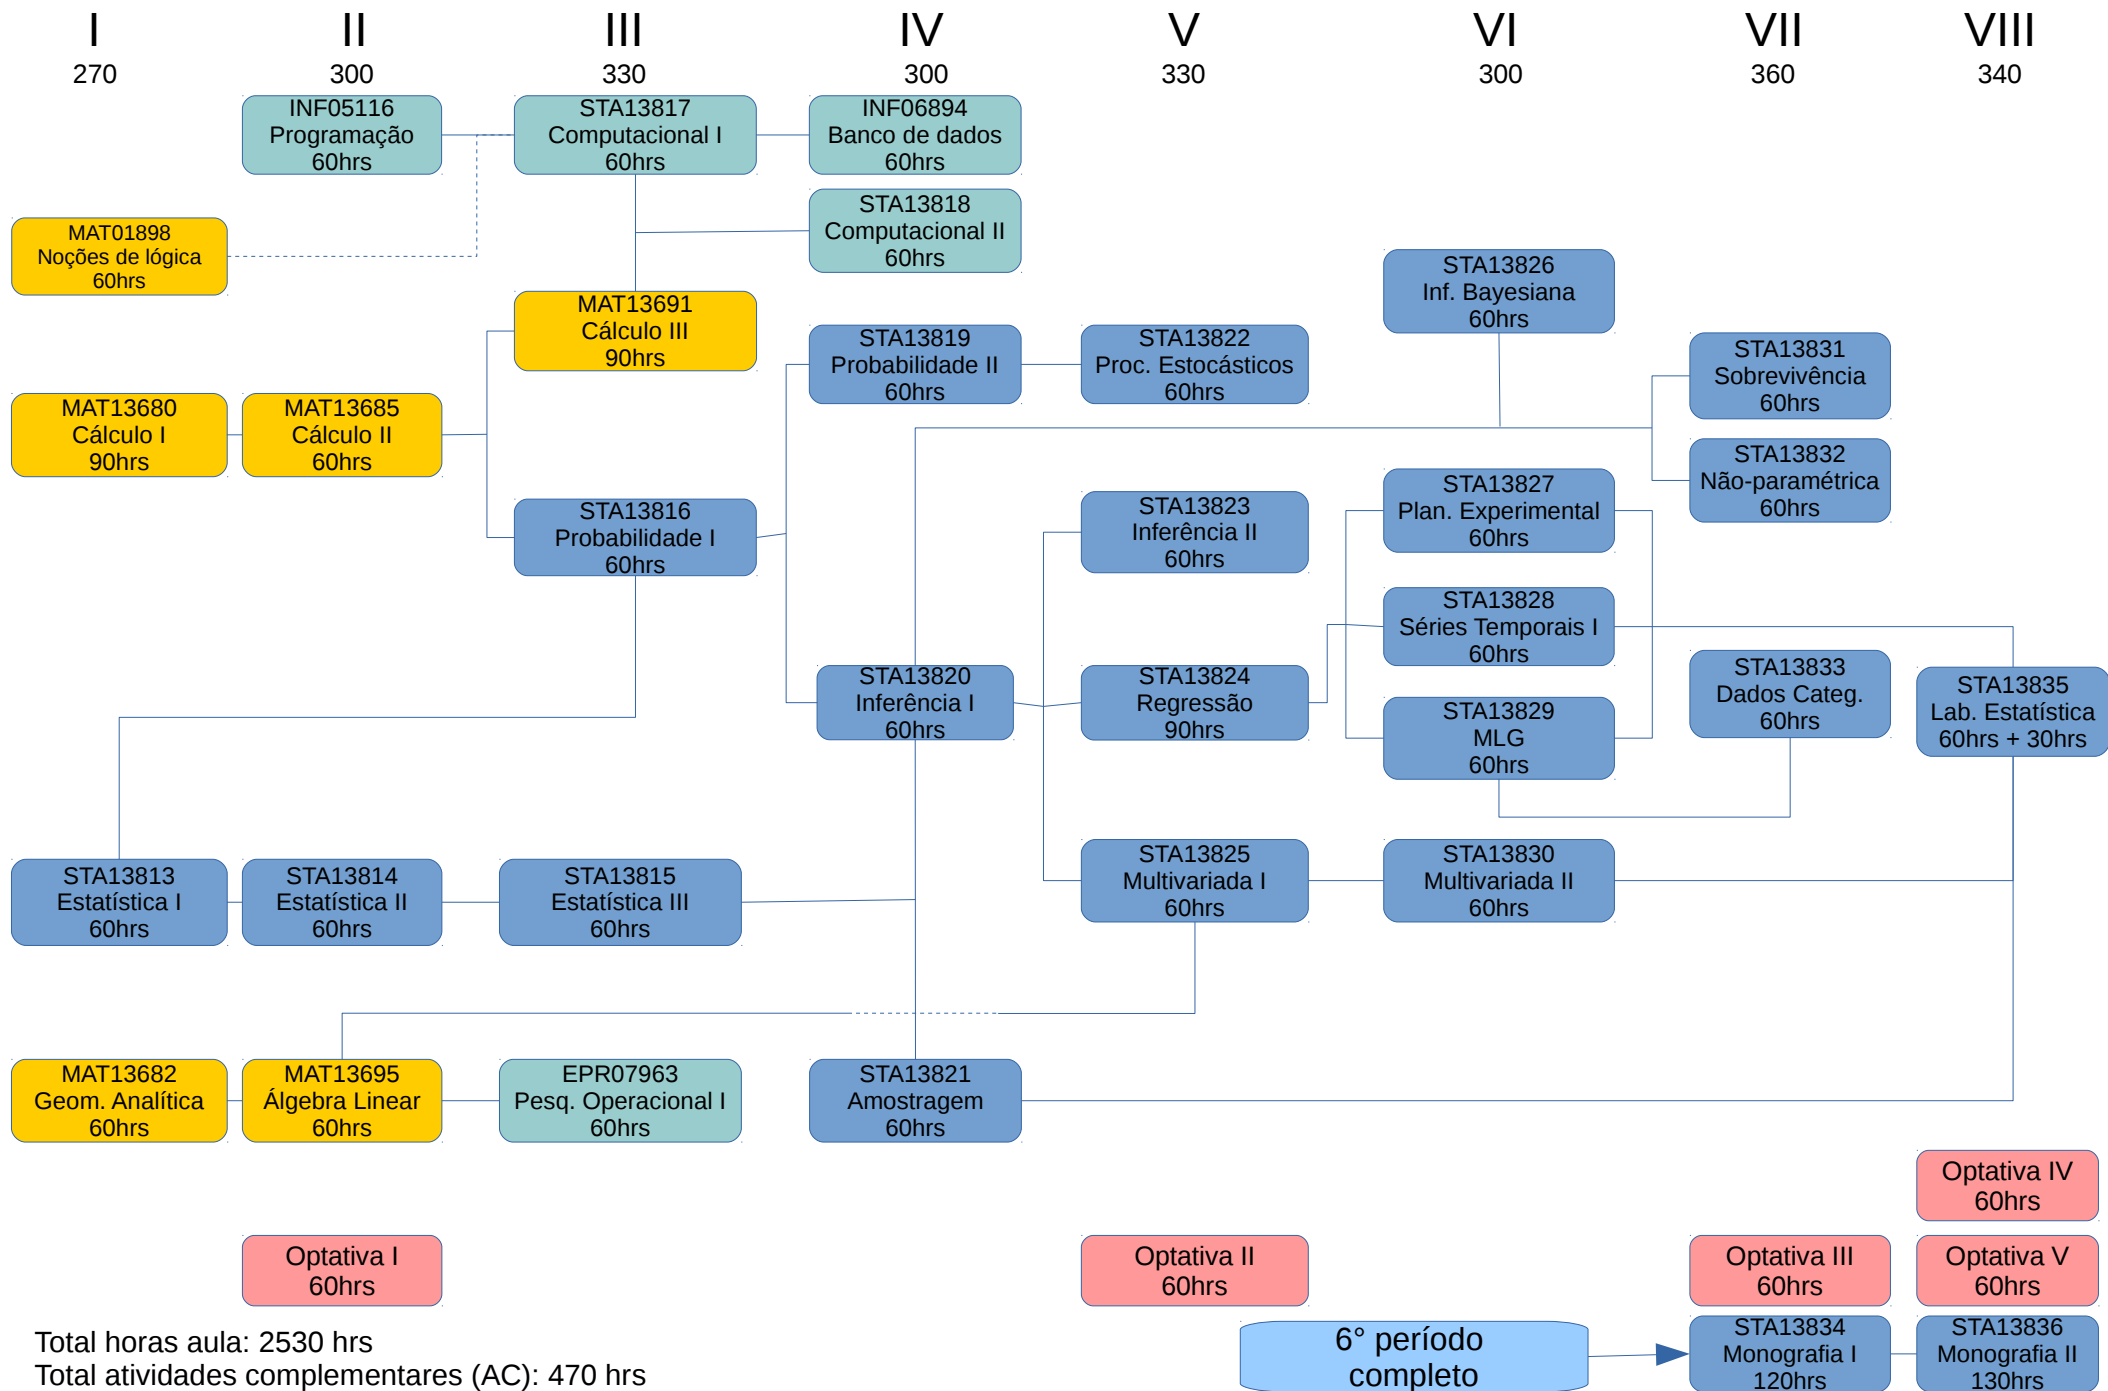 I
270
II
300
III
330
IV
300
V
330
VI
300
VII
360
VIII
340
INF05116
Programação
60hrs
STA13817
Computacional I
60hrs
INF06894
Banco de dados
60hrs
MAT01898
Noções de lógica
60hrs
STA13818
Computacional II
60hrs
STA13826
Inf. Bayesiana
60hrs
MAT13691
Cálculo III
90hrs
STA13819
Probabilidade II
60hrs
STA13822
Proc. Estocásticos
60hrs
STA13831
Sobrevivência
60hrs
MAT13680
Cálculo I
90hrs
MAT13685
Cálculo II
60hrs
STA13832
Não-paramétrica
60hrs
STA13816
Probabilidade I
60hrs
STA13823
Inferência II
60hrs
STA13827
Plan. Experimental
60hrs
STA13828
Séries Temporais I
60hrs
STA13820
Inferência I
60hrs
STA13824
Regressão
90hrs
STA13829
MLG
60hrs
STA13833
Dados Categ.
60hrs
STA13835
Lab. Estatística
60hrs + 30hrs
STA13813
Estatística I
60hrs
STA13814
Estatística II
60hrs
STA13815
Estatística III
60hrs
STA13825
Multivariada I
60hrs
STA13830
Multivariada II
60hrs
MAT13682
Geom. Analítica
60hrs
MAT13695
Álgebra Linear
60hrs
EPR07963
Pesq. Operacional I
60hrs
STA13821
Amostragem
60hrs
Optativa IV
60hrs
Optativa I
60hrs
Optativa II
60hrs
Optativa III
60hrs
Optativa V
60hrs
Total horas aula: 2530 hrs
Total atividades complementares (AC): 470 hrs
6° período
completo
STA13834
Monografia I
120hrs
STA13836
Monografia II
130hrs